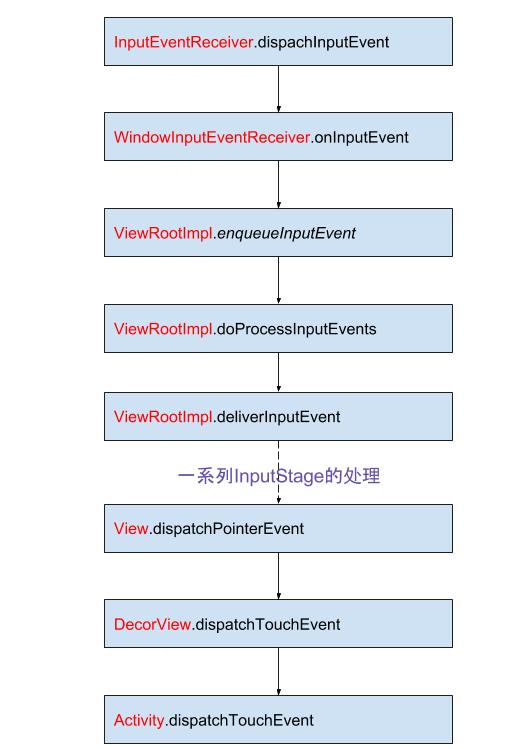 InputEventReceiver.dispachInputEvent
WindowInputEventReceiver.onInputEvent
ViewRootImpl.enqueueInputEvent
ViewRootImpl.doProcessInputEvents
ViewRootImpl.deliverInputEvent
一系列InputStage的处理
View.dispatchPointerEvent
DecorView.dispatchTouchEvent
Activity.dispatchTouchEvent